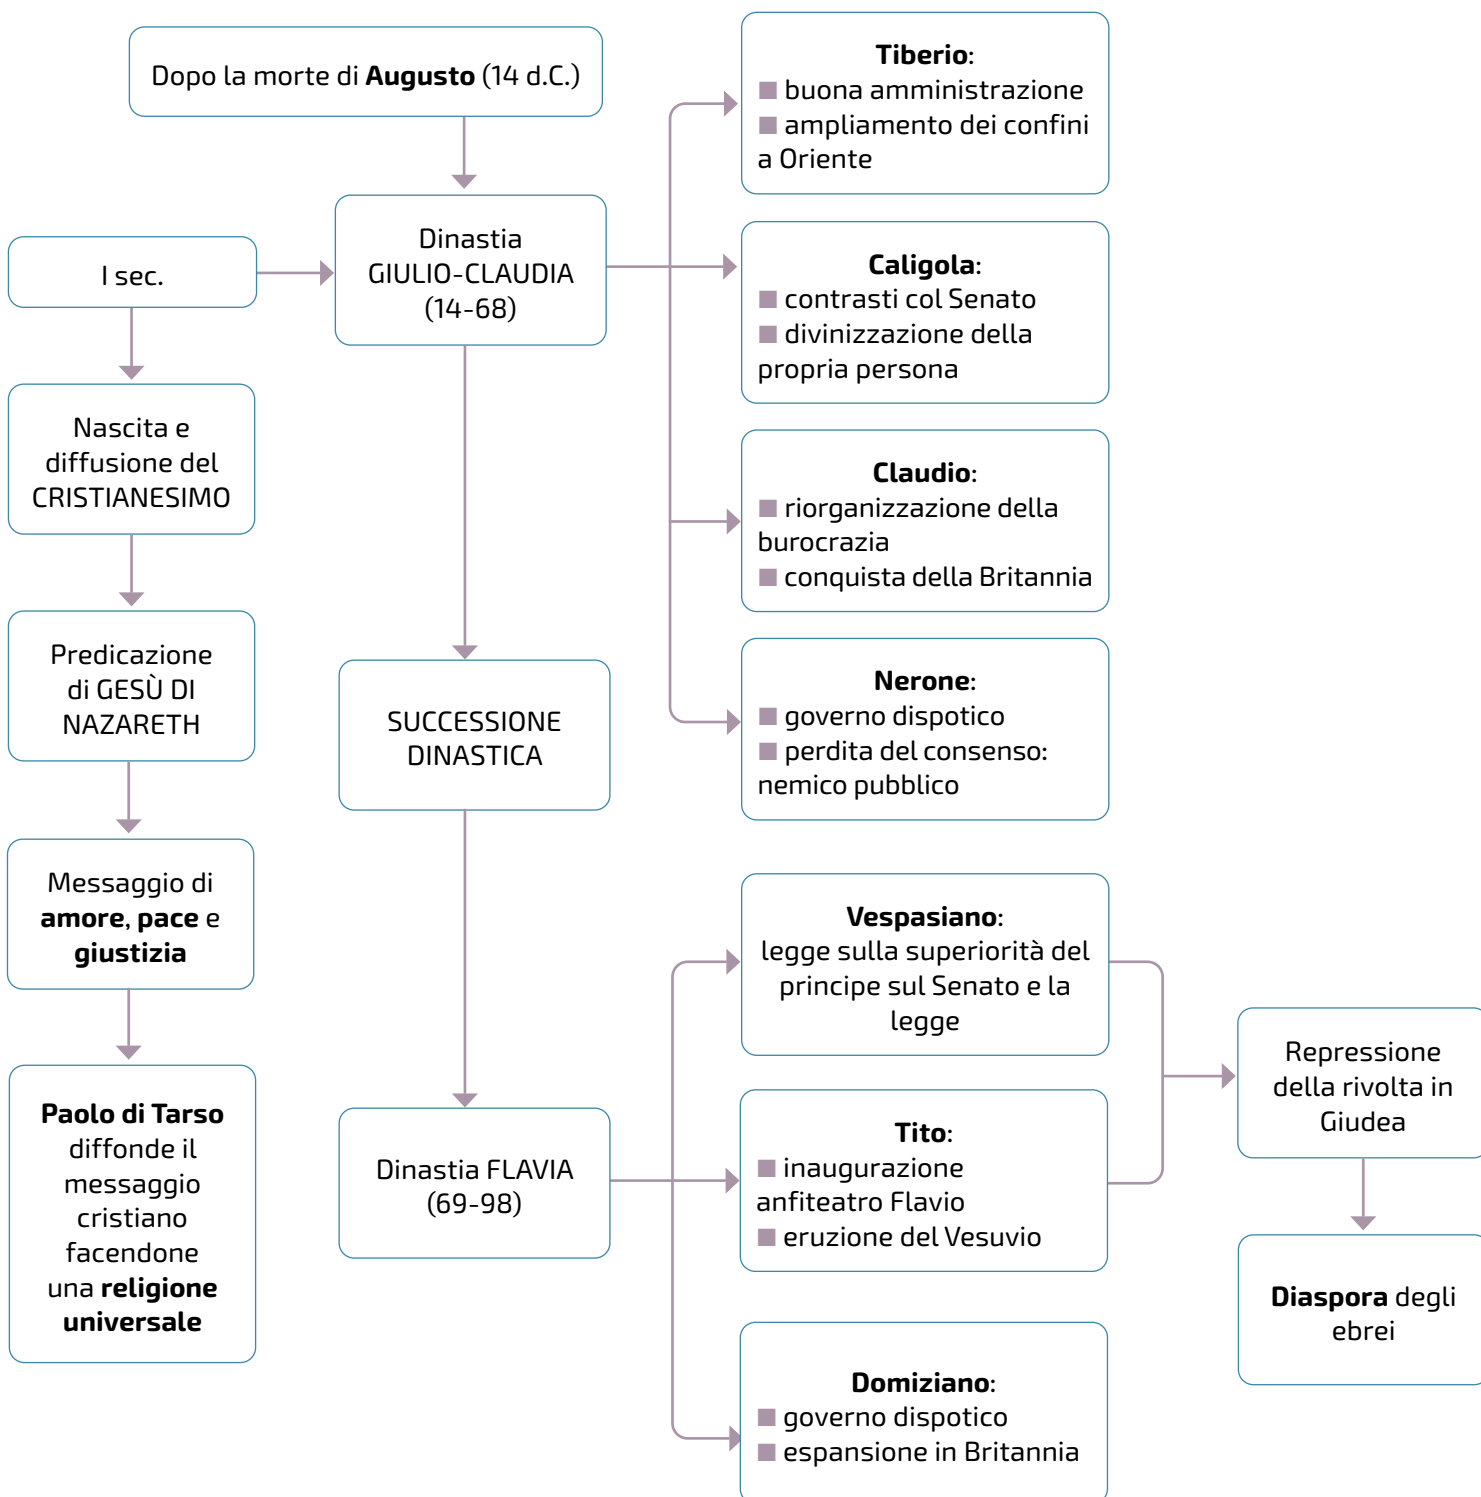 Dopo la morte di Augusto (14 d.C.)
I sec.
Nascita e
diffusione del
CRISTIANESIMO
Predicazione
di GESÙ DI
NAZARETH
Messaggio di
amore, pace e
giustizia
Paolo di Tarso
diffonde il
messaggio
cristiano
facendone
una religione
universale
Dinastia
GIULIO-CLAUDIA
(14-68)
SUCCESSIONE
DINASTICA
Dinastia FLAVIA
(69-98)
Tiberio:
■ buona amministrazione
■ ampliamento dei confini
a Oriente
Caligola:
■ contrasti col Senato
■ divinizzazione della
propria persona
Claudio:
■ riorganizzazione della
burocrazia
■ conquista della Britannia
Nerone:
■ governo dispotico
■ perdita del consenso:
nemico pubblico
Vespasiano:
legge sulla superiorità del
principe sul Senato e la
legge
Tito:
■ inaugurazione
anfiteatro Flavio
■ eruzione del Vesuvio
Domiziano:
■ governo dispotico
■ espansione in Britannia
Repressione
della rivolta in
Giudea
Diaspora degli
ebrei